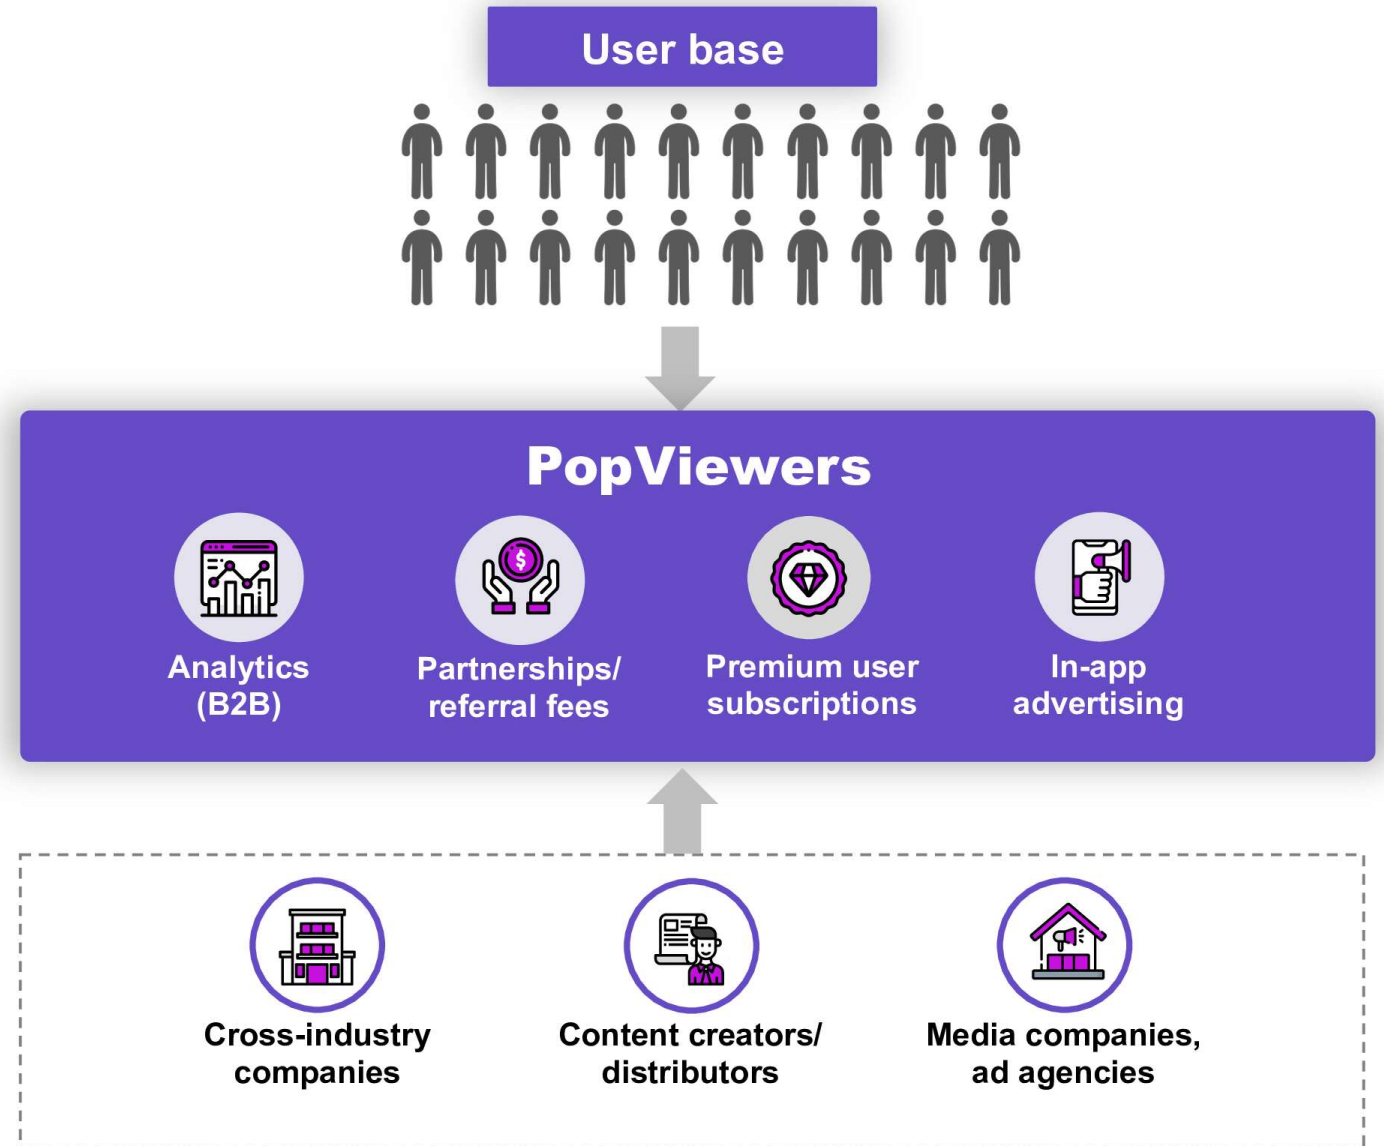 User base
PopViewers
Analytics
(B2B)
Partnerships/
referral fees
Premium user
subscriptions
In-app
advertising
Cross-industry
companies
Content creators/
distributors
Media companies,
ad agencies